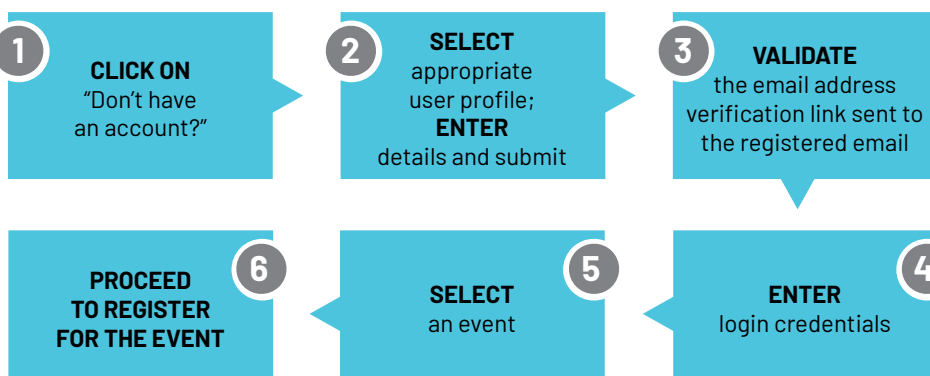 1
CLICK ON
"Don't have
an account?"
2
SELECT
appropriate
user profile;
ENTER
details and submit
3
VALIDATE
the email address
verification link sent to
the registered email
4
ENTER
login credentials
5
SELECT
an event
6
PROCEED
TO REGISTER
FOR THE EVENT